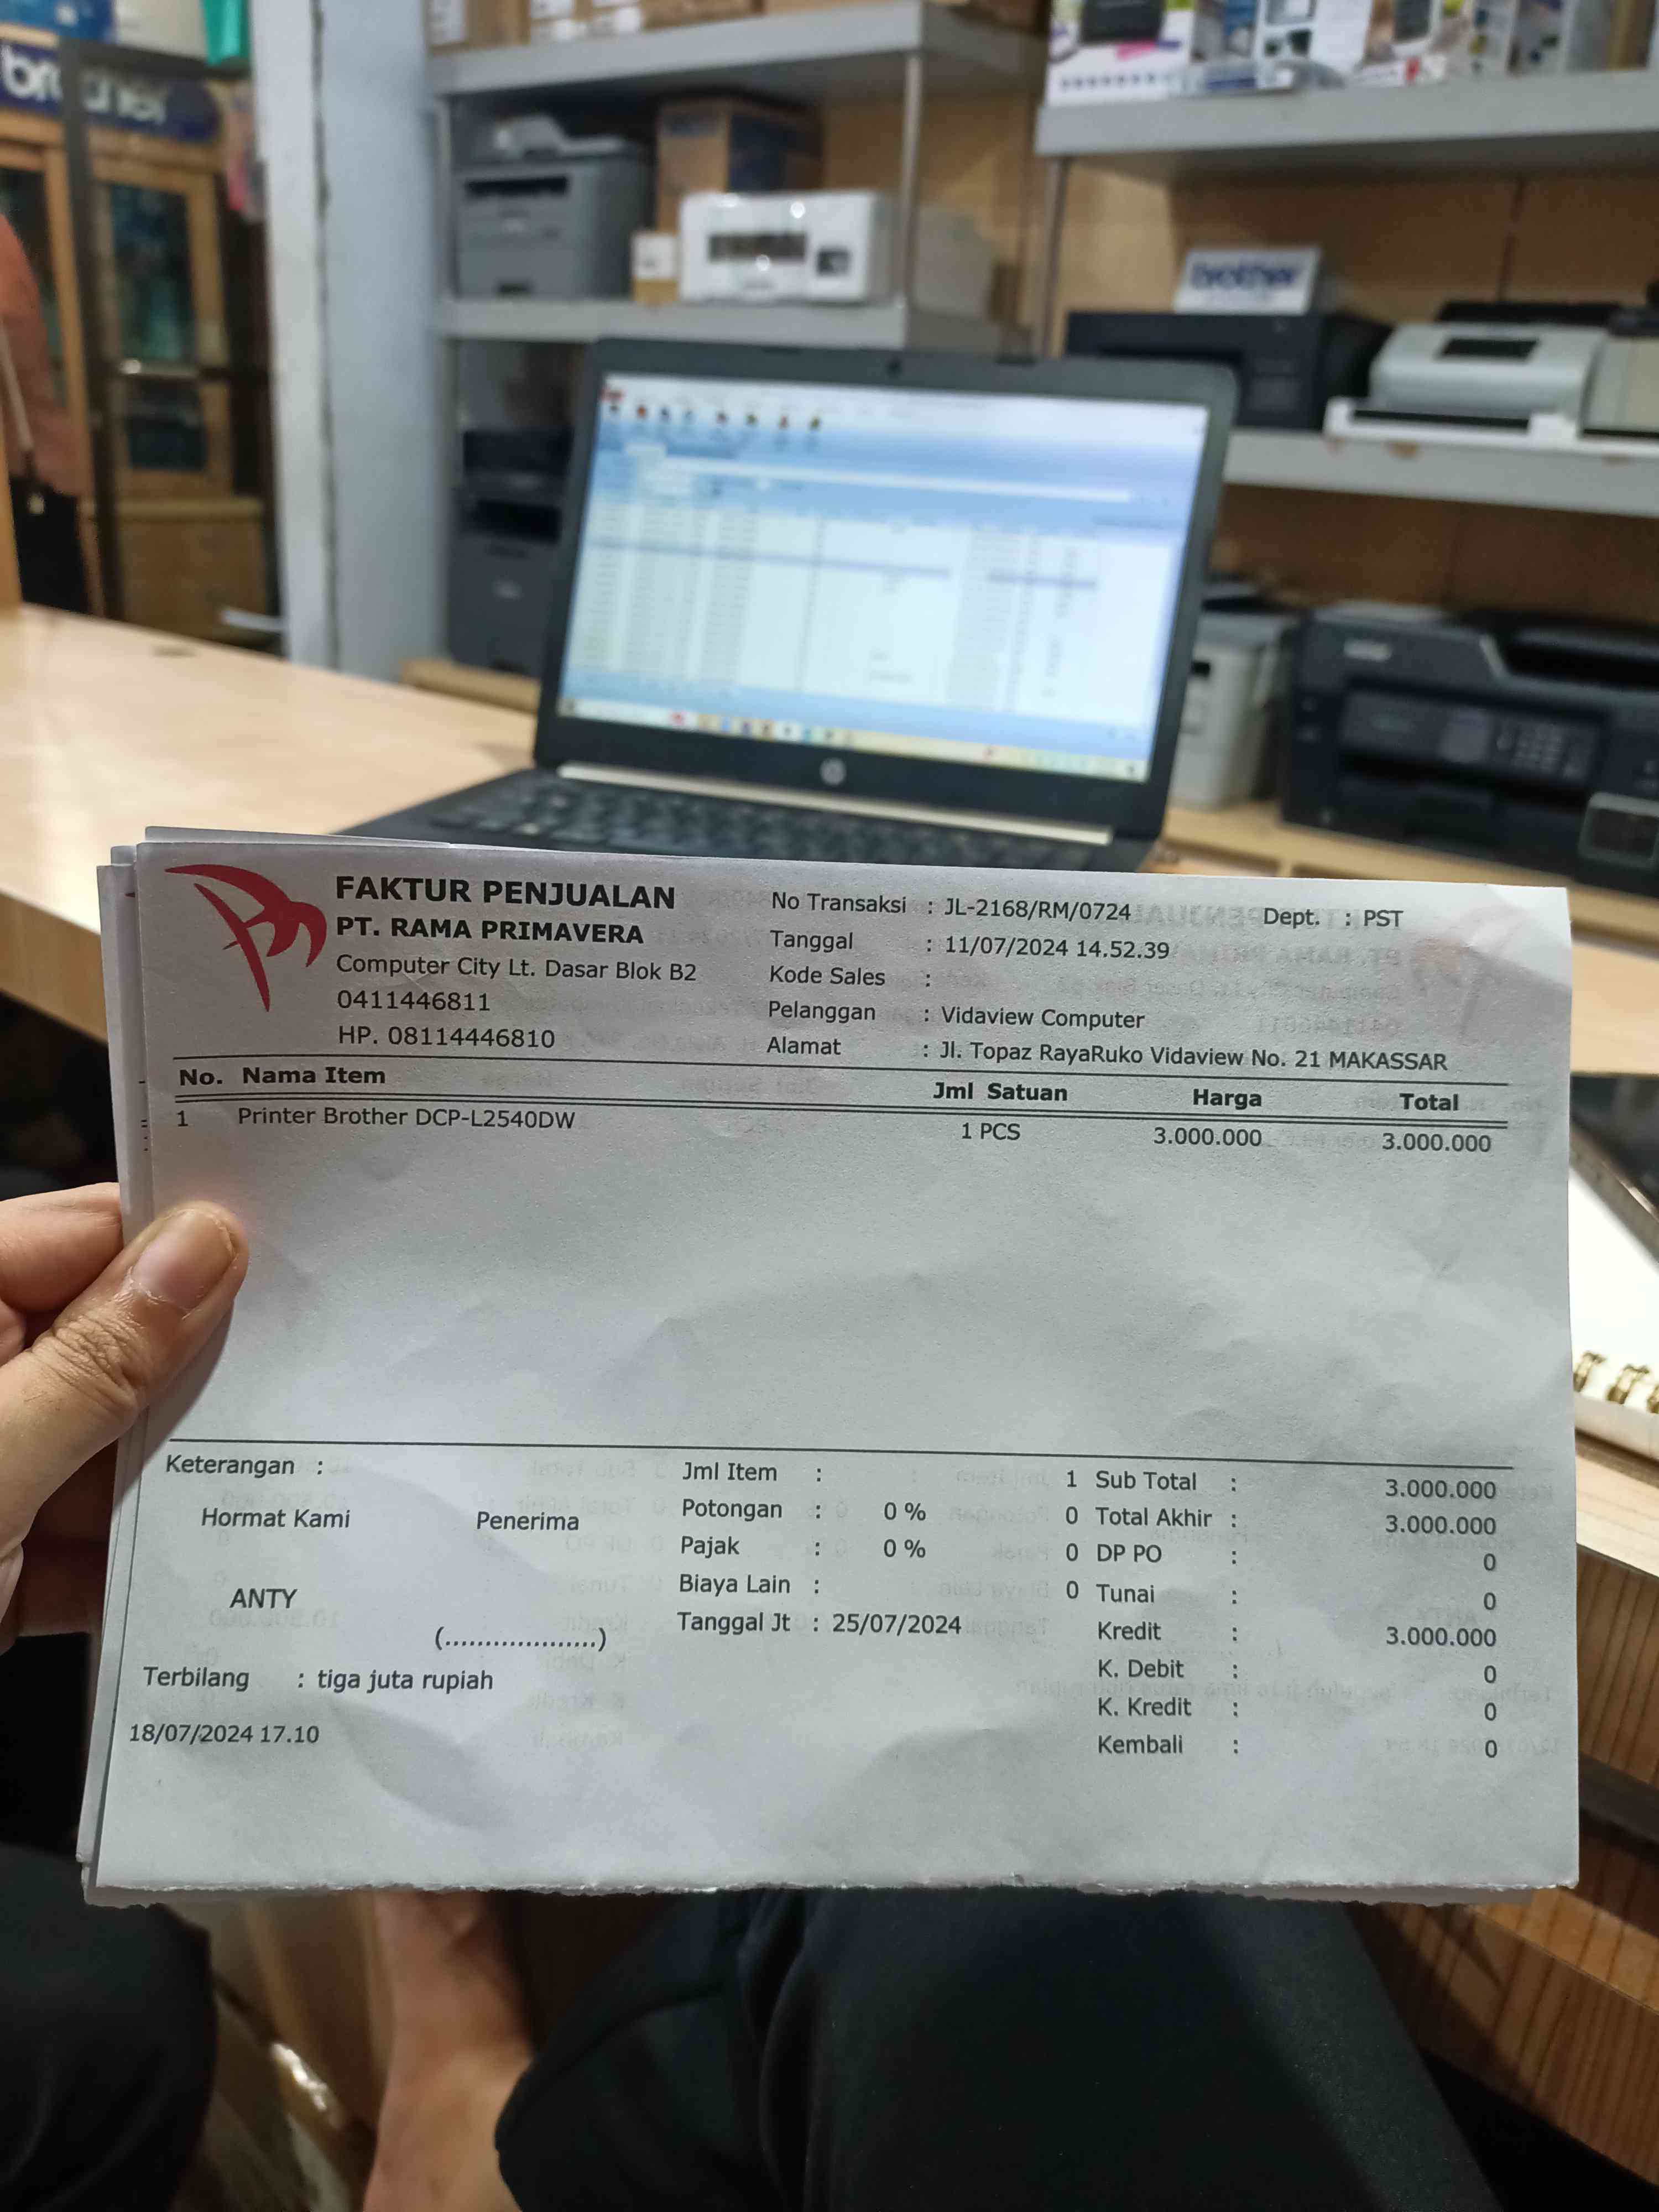 brother
brother
FAKTUR PENJUALAN
PT. RAMA PRIMAVERA
Computer City Lt. Dasar Blok B2
0411446811
HP. 08114446810
No Transaksi : JL-2168/RM/0724 Dept. : PST
Tanggal : 11/07/2024 14.52.39
Kode Sales :
Pelanggan : Vidaview Computer
Alamat : Jl. Topaz RayaRuko Vidaview No. 21 MAKASSAR
No. Nama Item Jml Satuan Harga Total
1 Printer Brother DCP-L2540DW 1 PCS 3.000.000 3.000.000
Keterangan :
Hormat Kami Penerima
ANTY
(....................)
Jml Item : 1
Potongan : 0 % 0
Pajak : 0 % 0
Biaya Lain : 0
Tanggal Jt : 25/07/2024
Sub Total : 3.000.000
Total Akhir : 3.000.000
DP PO : 0
Tunai : 0
Kredit : 3.000.000
K. Debit : 0
K. Kredit : 0
Kembali : 0
Terbilang : tiga juta rupiah
18/07/2024 17.10